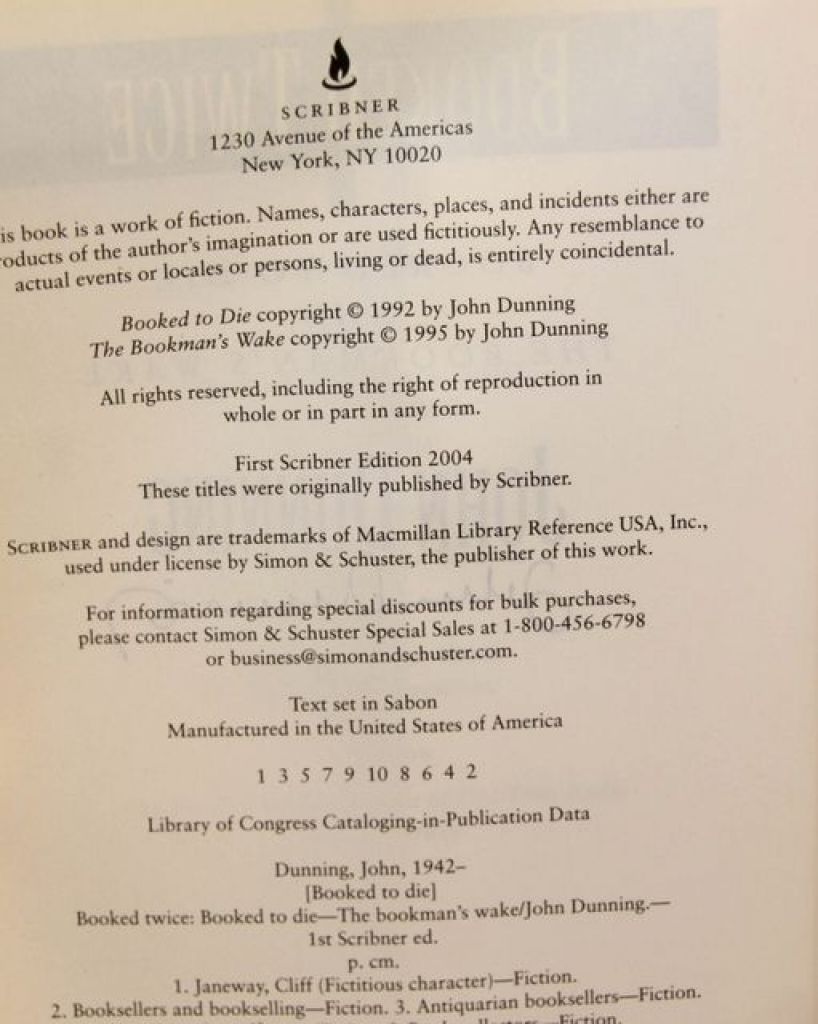 SCRIBNER
1230 Avenue of the Americas
New York, NY 10020
is book is a work of fiction. Names, characters, places, and incidents either are
oducts of the author's imagination or are used fictitiously. Any resemblance to
actual events or locales or persons, living or dead, is entirely coincidental.
Booked to Die copyright © 1992 by John Dunning
The Bookman's Wake copyright © 1995 by John Dunning
All rights reserved, including the right of reproduction in
whole or in part in any form.
First Scribner Edition 2004
These titles were originally published by Scribner.
SCRIBNER and design are trademarks of Macmillan Library Reference USA, Inc.,
used under license by Simon & Schuster, the publisher of this work.
For information regarding special discounts for bulk purchases,
please contact Simon & Schuster Special Sales at 1-800-456-6798
or business@simonandschuster.com.
Text set in Sabon
Manufactured in the United States of America
1 3 5 7 9 10 8 6 4 2
Library of Congress Cataloging-in-Publication Data
Dunning, John, 1942–
[Booked to die]
Booked twice: Booked to die—The bookman's wake/John Dunning.—
1st Scribner ed.
p. cm.
1. Janeway, Cliff (Fictitious character)—Fiction.
2. Booksellers and bookselling—Fiction. 3. Antiquarian booksellers—Fiction.
—Fiction.